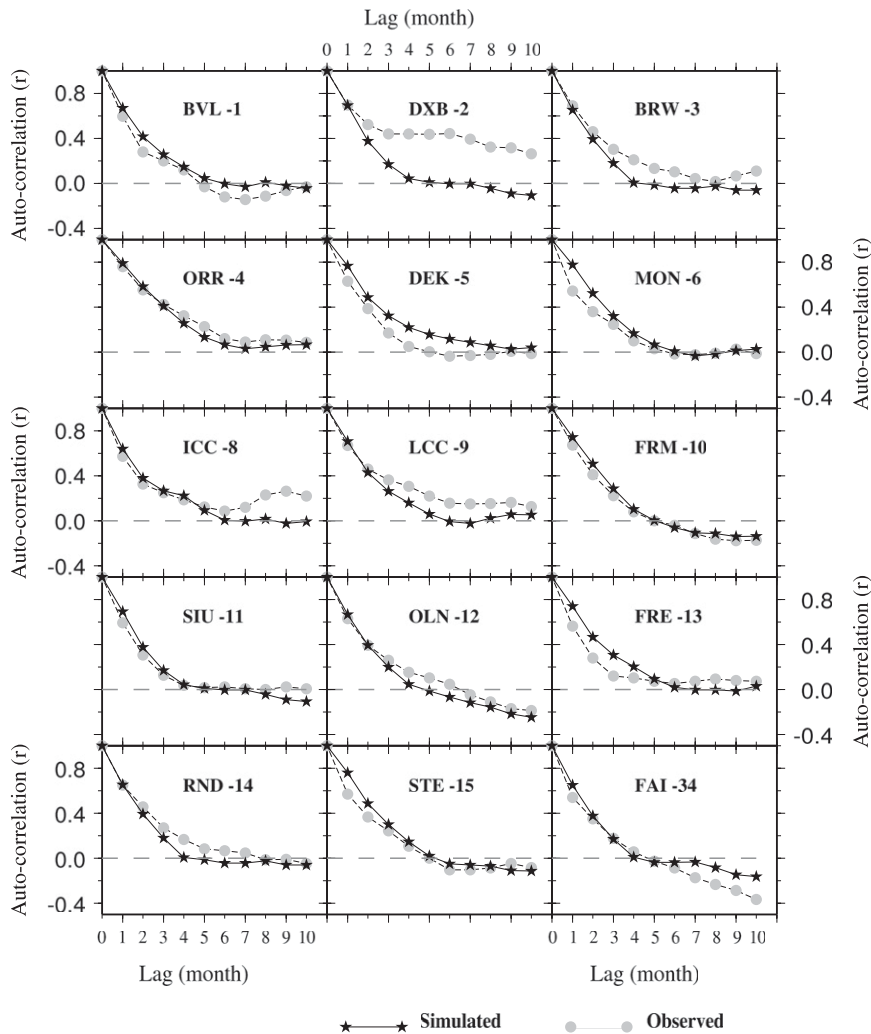 Lag (month)
0 1 2 3 4 5 6 7 8 9 10
Auto-correlation (r)
0.8
0.4
0.0
-0.4
BVL -1
DXB -2
BRW -3
ORR -4
DEK -5
MON -6
0.8
0.4
0.0
-0.4
Auto-correlation (r)
Auto-correlation (r)
0.8
0.4
0.0
-0.4
ICC -8
LCC -9
FRM -10
SIU -11
OLN -12
FRE -13
0.8
0.4
0.0
-0.4
Auto-correlation (r)
Auto-correlation (r)
0.8
0.4
0.0
-0.4
RND -14
STE -15
FAI -34
0 1 2 3 4 5 6 7 8 9 10
0 1 2 3 4 5 6 7 8 9 10
Lag (month)
Lag (month)
Simulated
Observed